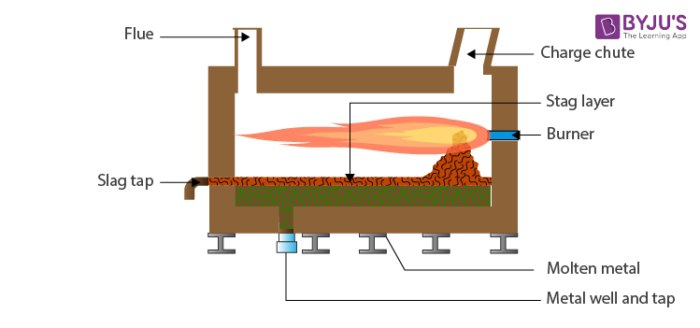 Flue
BYJU'S
The Learning App
Charge chute
Stag layer
Burner
Slag tap
Molten metal
Metal well and tap